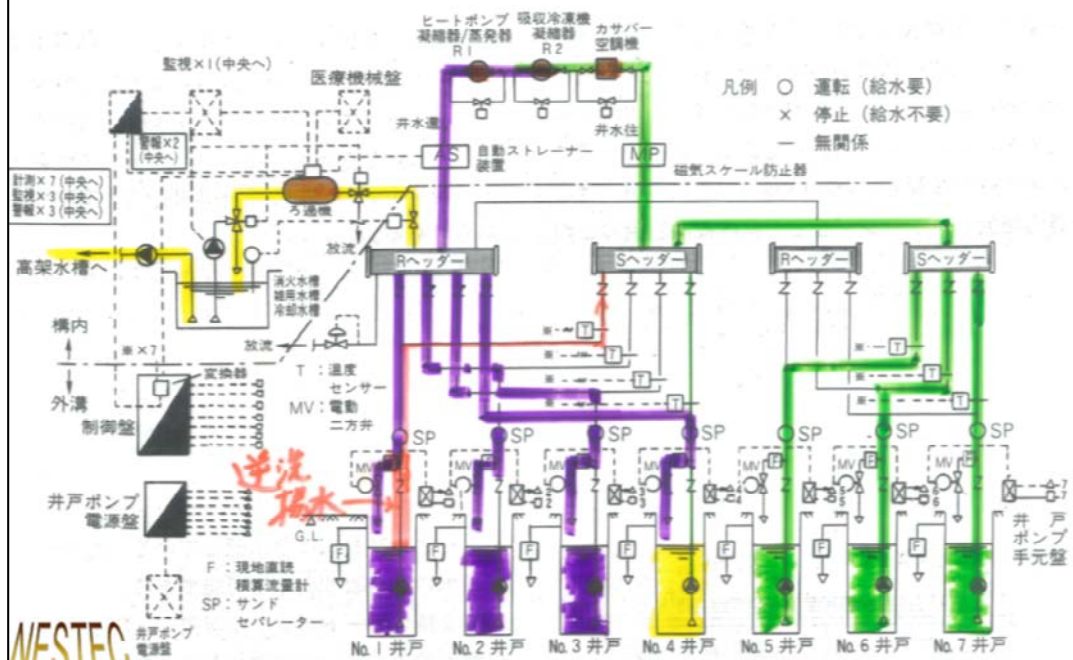 ヒートポンプ
凝縮器/蒸発器
R1
吸収冷凍機
凝縮器
R2
カサバー
空調機
監視×1(中央へ)
医療機械盤
凡例 ○ 運転(給水要)
× 停止(給水不要)
― 無関係
警報×2
(中央へ)
井水還
井水往
AS
自動ストレーナー
装置
MP
磁気スケール防止器
計測×7(中央へ)
監視×3(中央へ)
警報×3(中央へ)
ろ過機
放流
高架水槽へ
Rヘッダー
Sヘッダー
Rヘッダー
Sヘッダー
消火水槽
雑用水槽
冷却水槽
構内
外溝
※×7
放流
変換器
制御盤
T:温度
センサー
MV:電動
二方弁
※
T
※
T
※
T
※
T
※
T
※
T
※
T
SP
SP
SP
SP
SP
SP
SP
MV
MV
MV
MV
MV
MV
MV
F
F
F
逆洗
揚水
井戸ポンプ
電源盤
G.L.
F
F
F
F
F
F
F
7
7
井戸
ポンプ
手元盤
F:現地直読
積算流量計
SP:サンド
セパレーター
井戸ポンプ
電源盤
WESTEC
No.1井戸
No.2井戸
No.3井戸
No.4井戸
No.5井戸
No.6井戸
No.7井戸